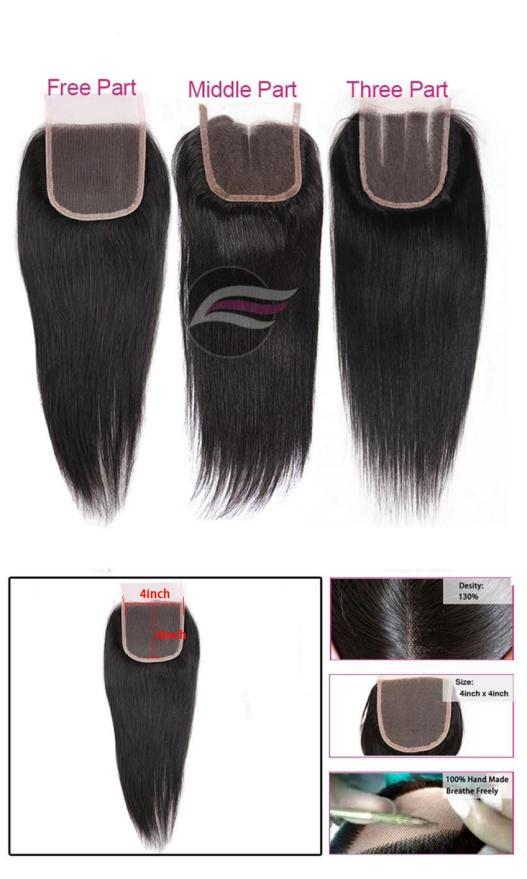 Free Part
Middle Part
Three Part
4inch
4inch
Desity:
130%
Size:
4inch x 4inch
100% Hand Made
Breathe Freely